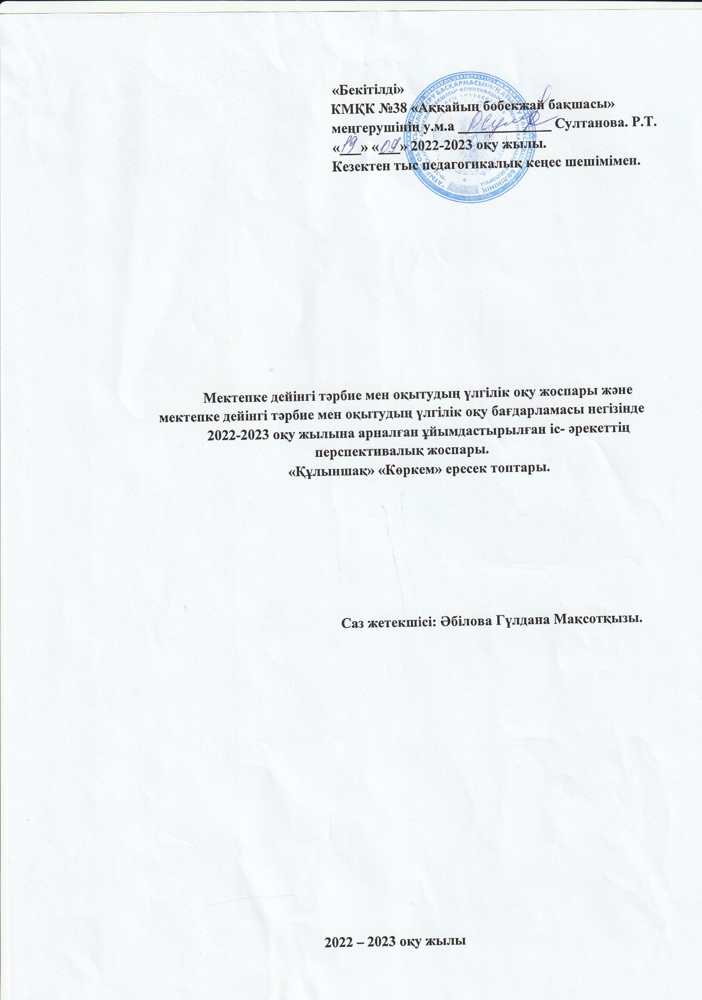 «Бекітілді»
КМҚК №38 «Аққайың бөбекжай бақшасы»
меңгерушінің у.м.а ______________ Султанова. Р.Т.
«19» «09» 2022-2023 оқу жылы.
Кезектен тыс педагогикалық кеңес шешімімен.
Мектепке дейінгі тәрбие мен оқытудың үлгілік оқу жоспары және
мектепке дейінгі тәрбие мен оқытудың үлгілік оқу бағдарламасы негізінде
2022-2023 оқу жылына арналған ұйымдастырылған іс- әрекеттің
перспективалық жоспары.
«Құлыншақ» «Көркем» ересек топтары.
Саз жетекшісі: Әбілова Гүлдана Мақсотқызы.
2022 – 2023 оқу жылы